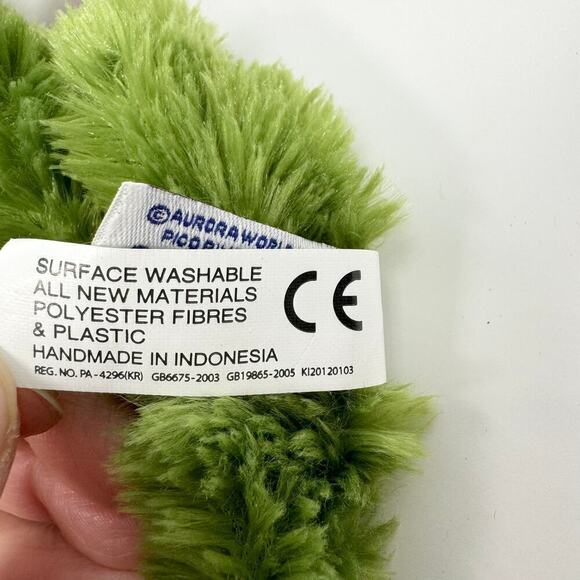 ©AURORA WORLD
SURFACE WASHABLE
ALL NEW MATERIALS
POLYESTER FIBRES
& PLASTIC
HANDMADE IN INDONESIA
REG. NO. PA-4296(KR) GB6675-2003 GB19865-2005 KI20120103
CE